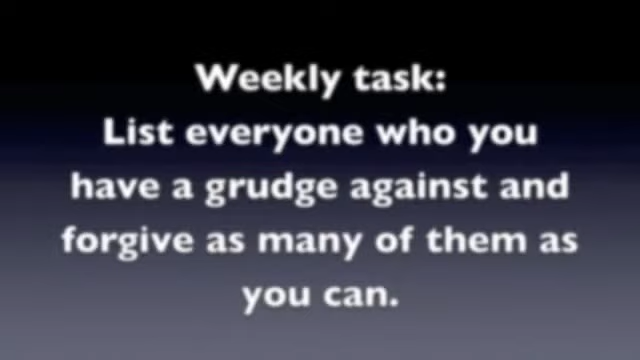 Weekly task:
List everyone who you
have a grudge against and
forgive as many of them as
you can.